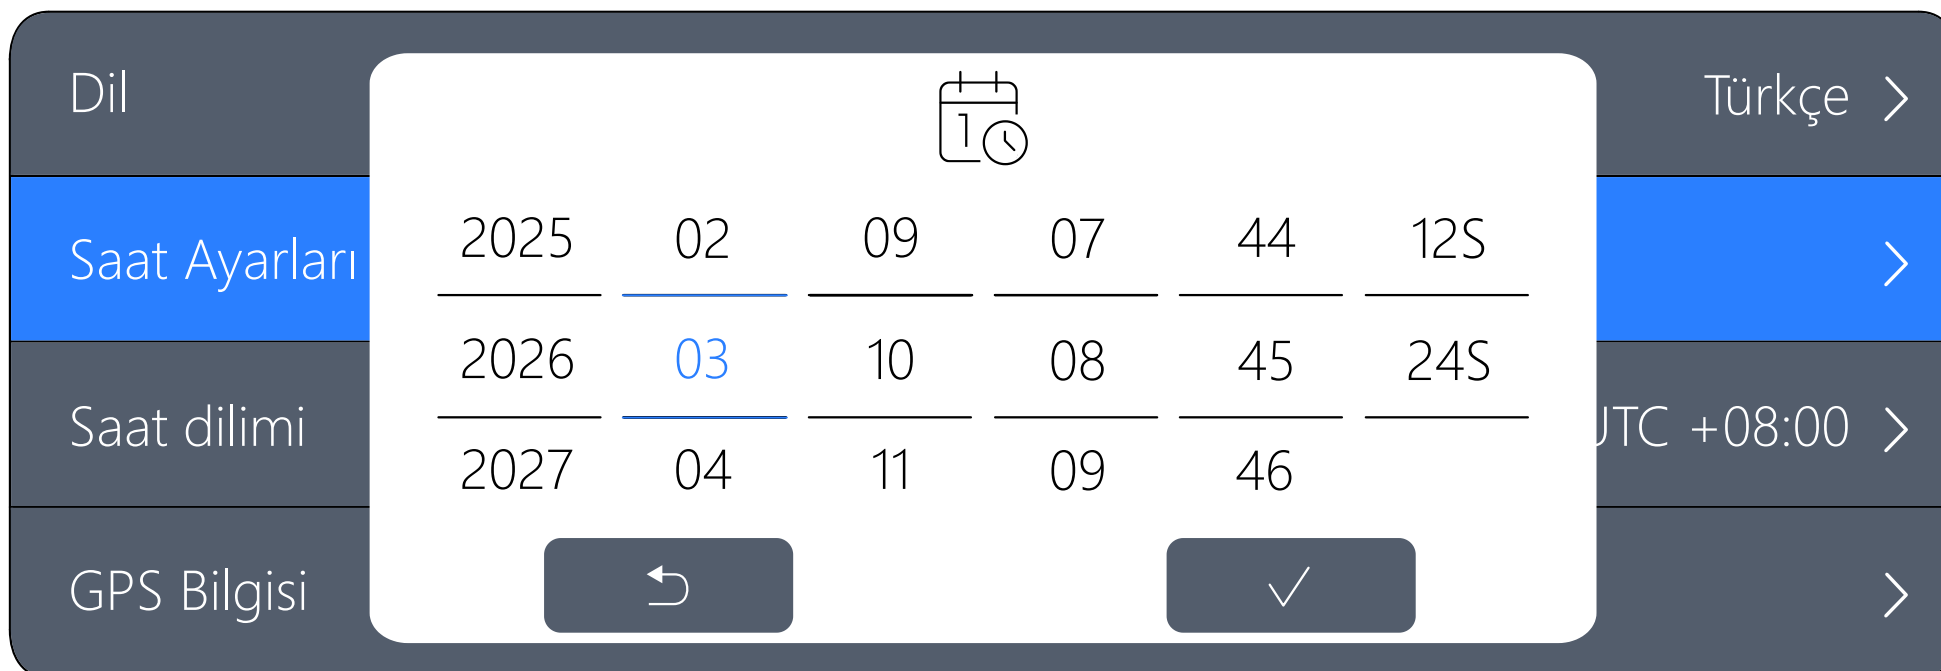 Dil
Türkçe
1
2025 02 09 07 44 12S
Saat Ayarları
2026 03 10 08 45 24S
Saat dilimi
UTC +08:00
2027 04 11 09 46
GPS Bilgisi